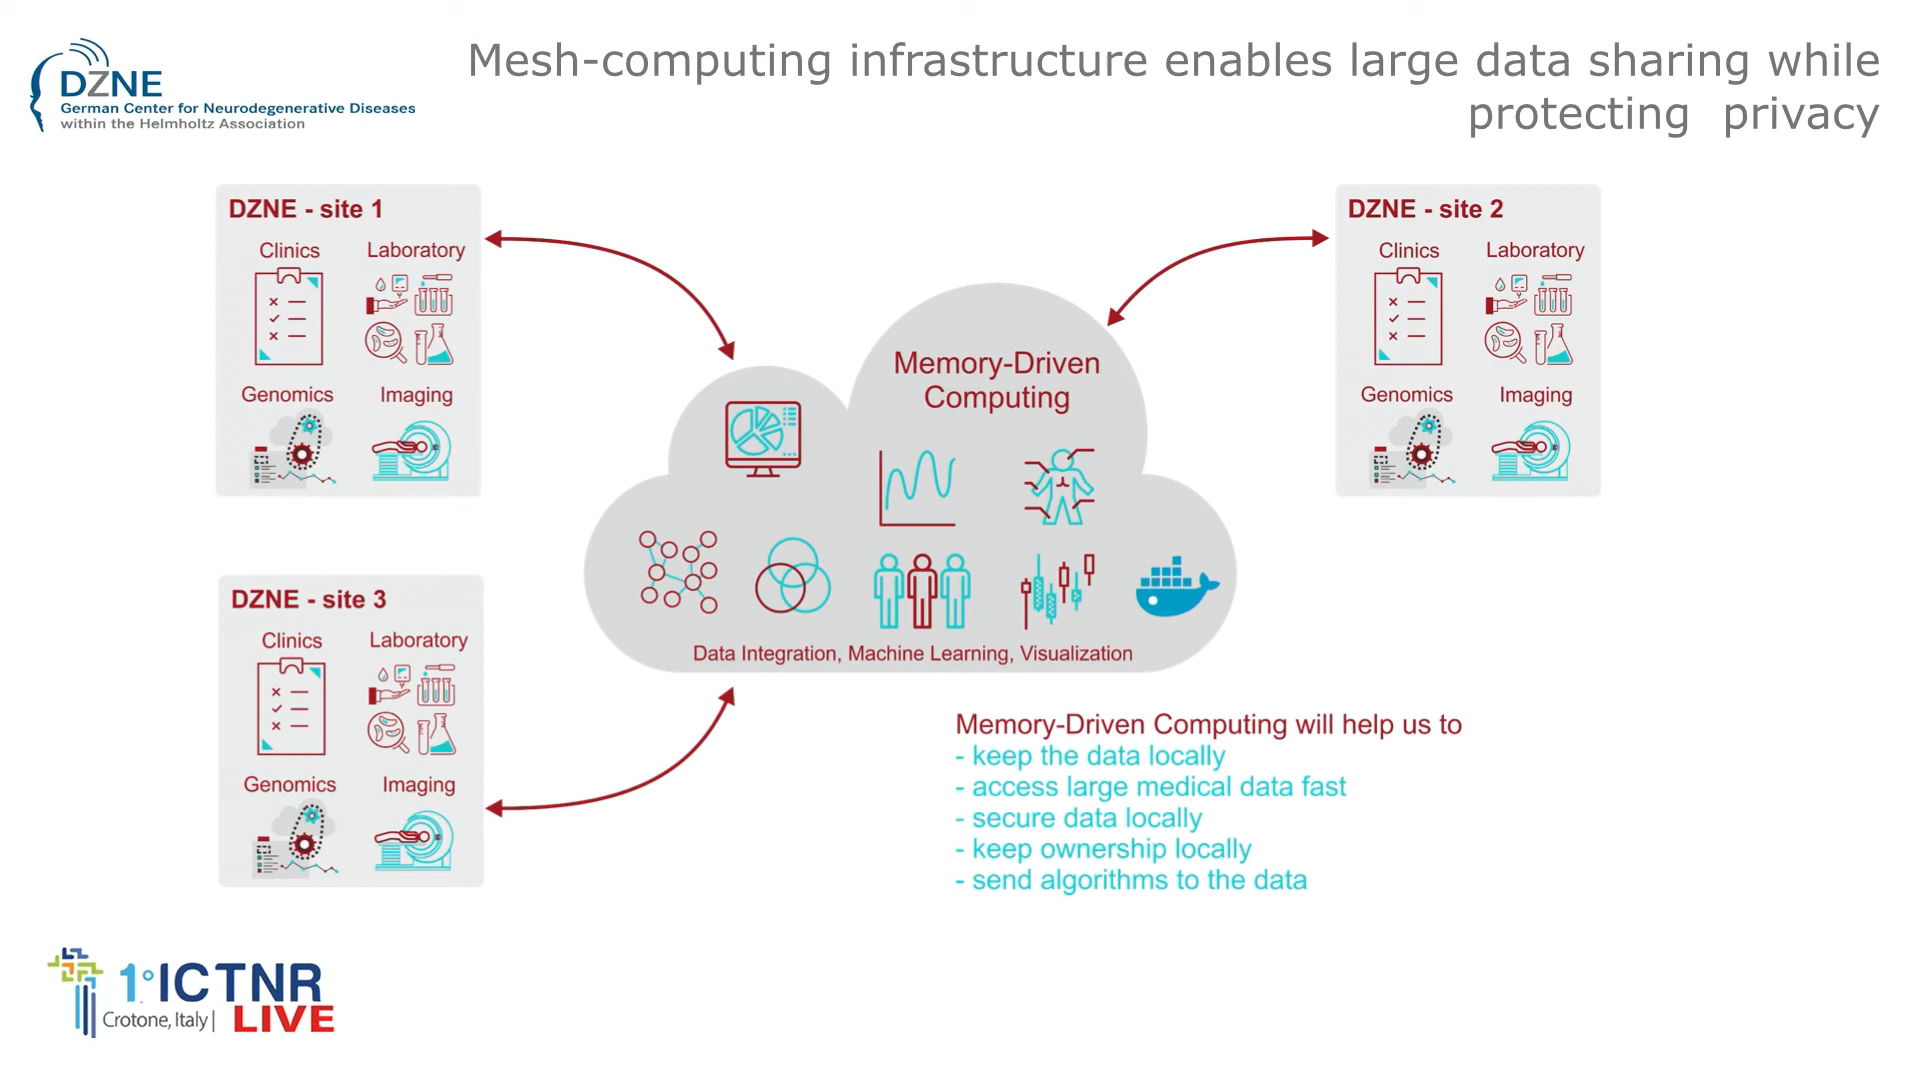 DZNE
German Center for Neurodegenerative Diseases
within the Helmholtz Association
Mesh-computing infrastructure enables large data sharing while
protecting privacy
DZNE - site 1
Clinics
Laboratory
Genomics
Imaging
DZNE - site 2
Clinics
Laboratory
Genomics
Imaging
Memory-Driven
Computing
Data Integration, Machine Learning, Visualization
DZNE - site 3
Clinics
Laboratory
Genomics
Imaging
Memory-Driven Computing will help us to
- keep the data locally
- access large medical data fast
- secure data locally
- keep ownership locally
- send algorithms to the data
1° ICTNR
Crotone, Italy | LIVE